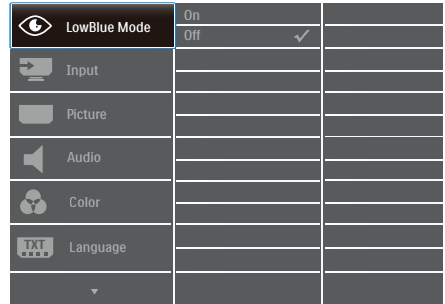 LowBlue Mode
On
Off
Input
Picture
Audio
Color
TXT
Language